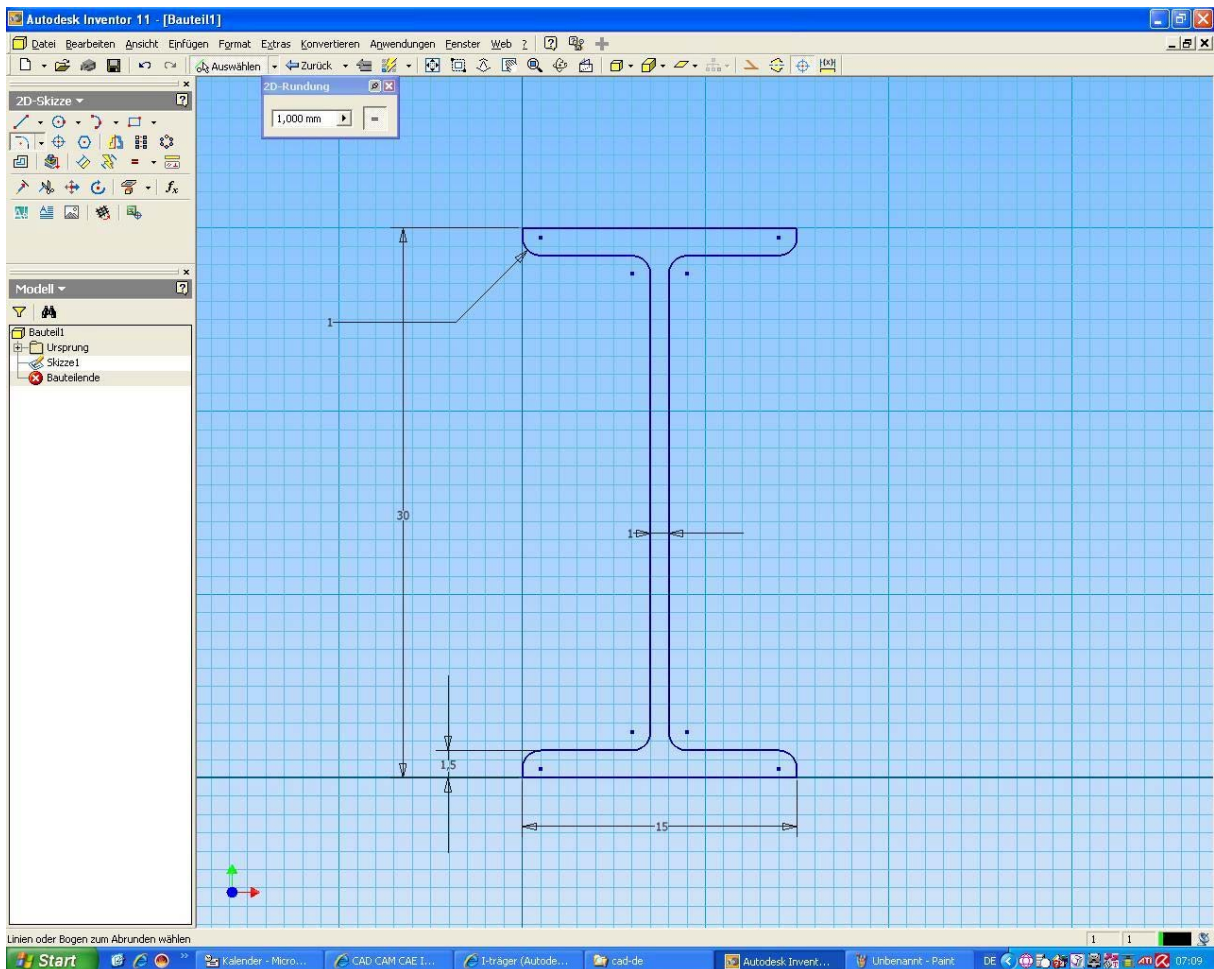 Autodesk Inventor 11 - [Bauteil1]
Datei Bearbeiten Ansicht Einfügen Format Extras Konvertieren Anwendungen Fenster Web ?
Auswählen Zurück
2D-Skizze
2D-Rundung
1,000 mm
Modell
Bauteil1
Ursprung
Skizze1
Bauteilende
1
30
1
1,5
15
Linien oder Bogen zum Abrunden wählen
1 1
Start Kalender - Micro... CAD CAM CAE I... I-träger (Autode... cad-de Autodesk Invent... Unbenannt - Paint DE 07:09